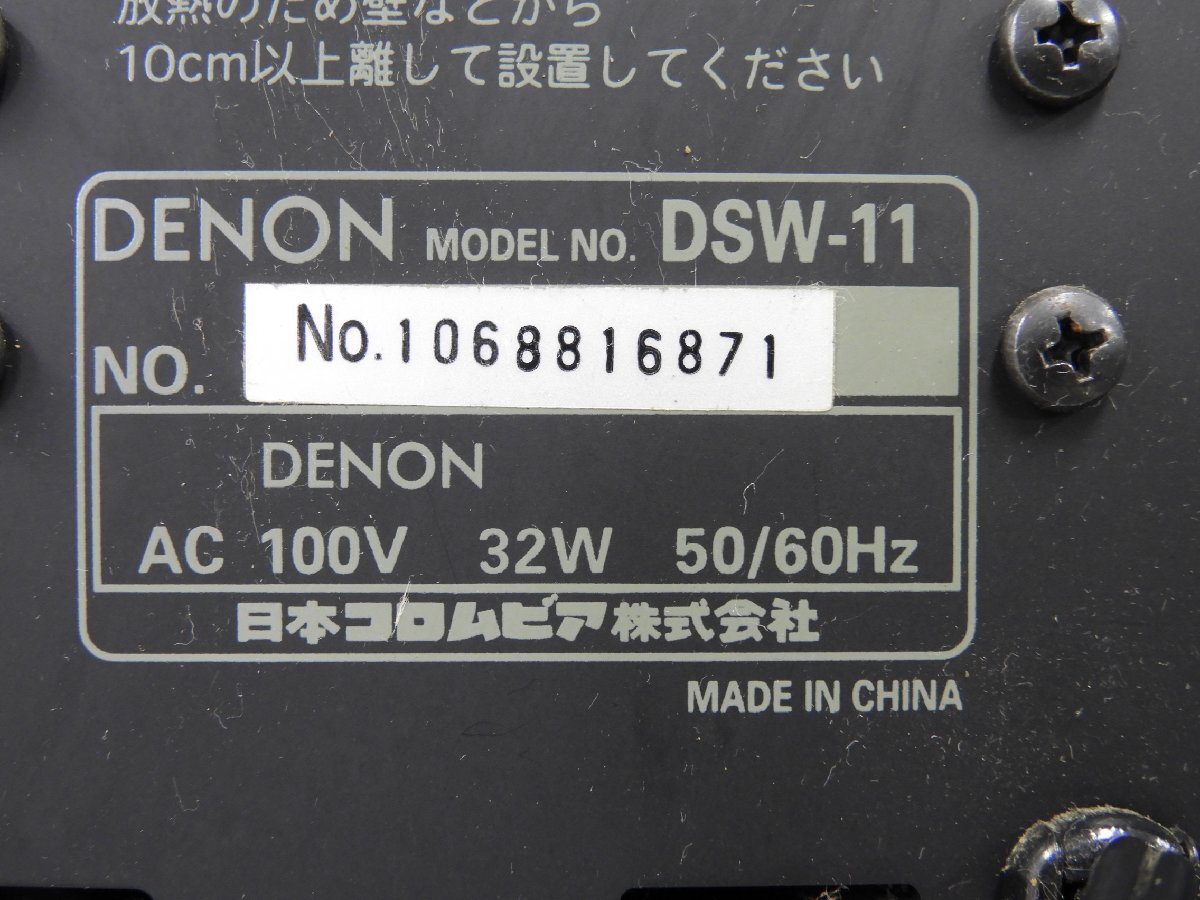 放熱のため壁などから
10cm以上離して設置してください
DENON MODEL NO. DSW-11
NO. No.1068816871
DENON
AC 100V 32W 50/60Hz
日本コロムビア株式会社
MADE IN CHINA